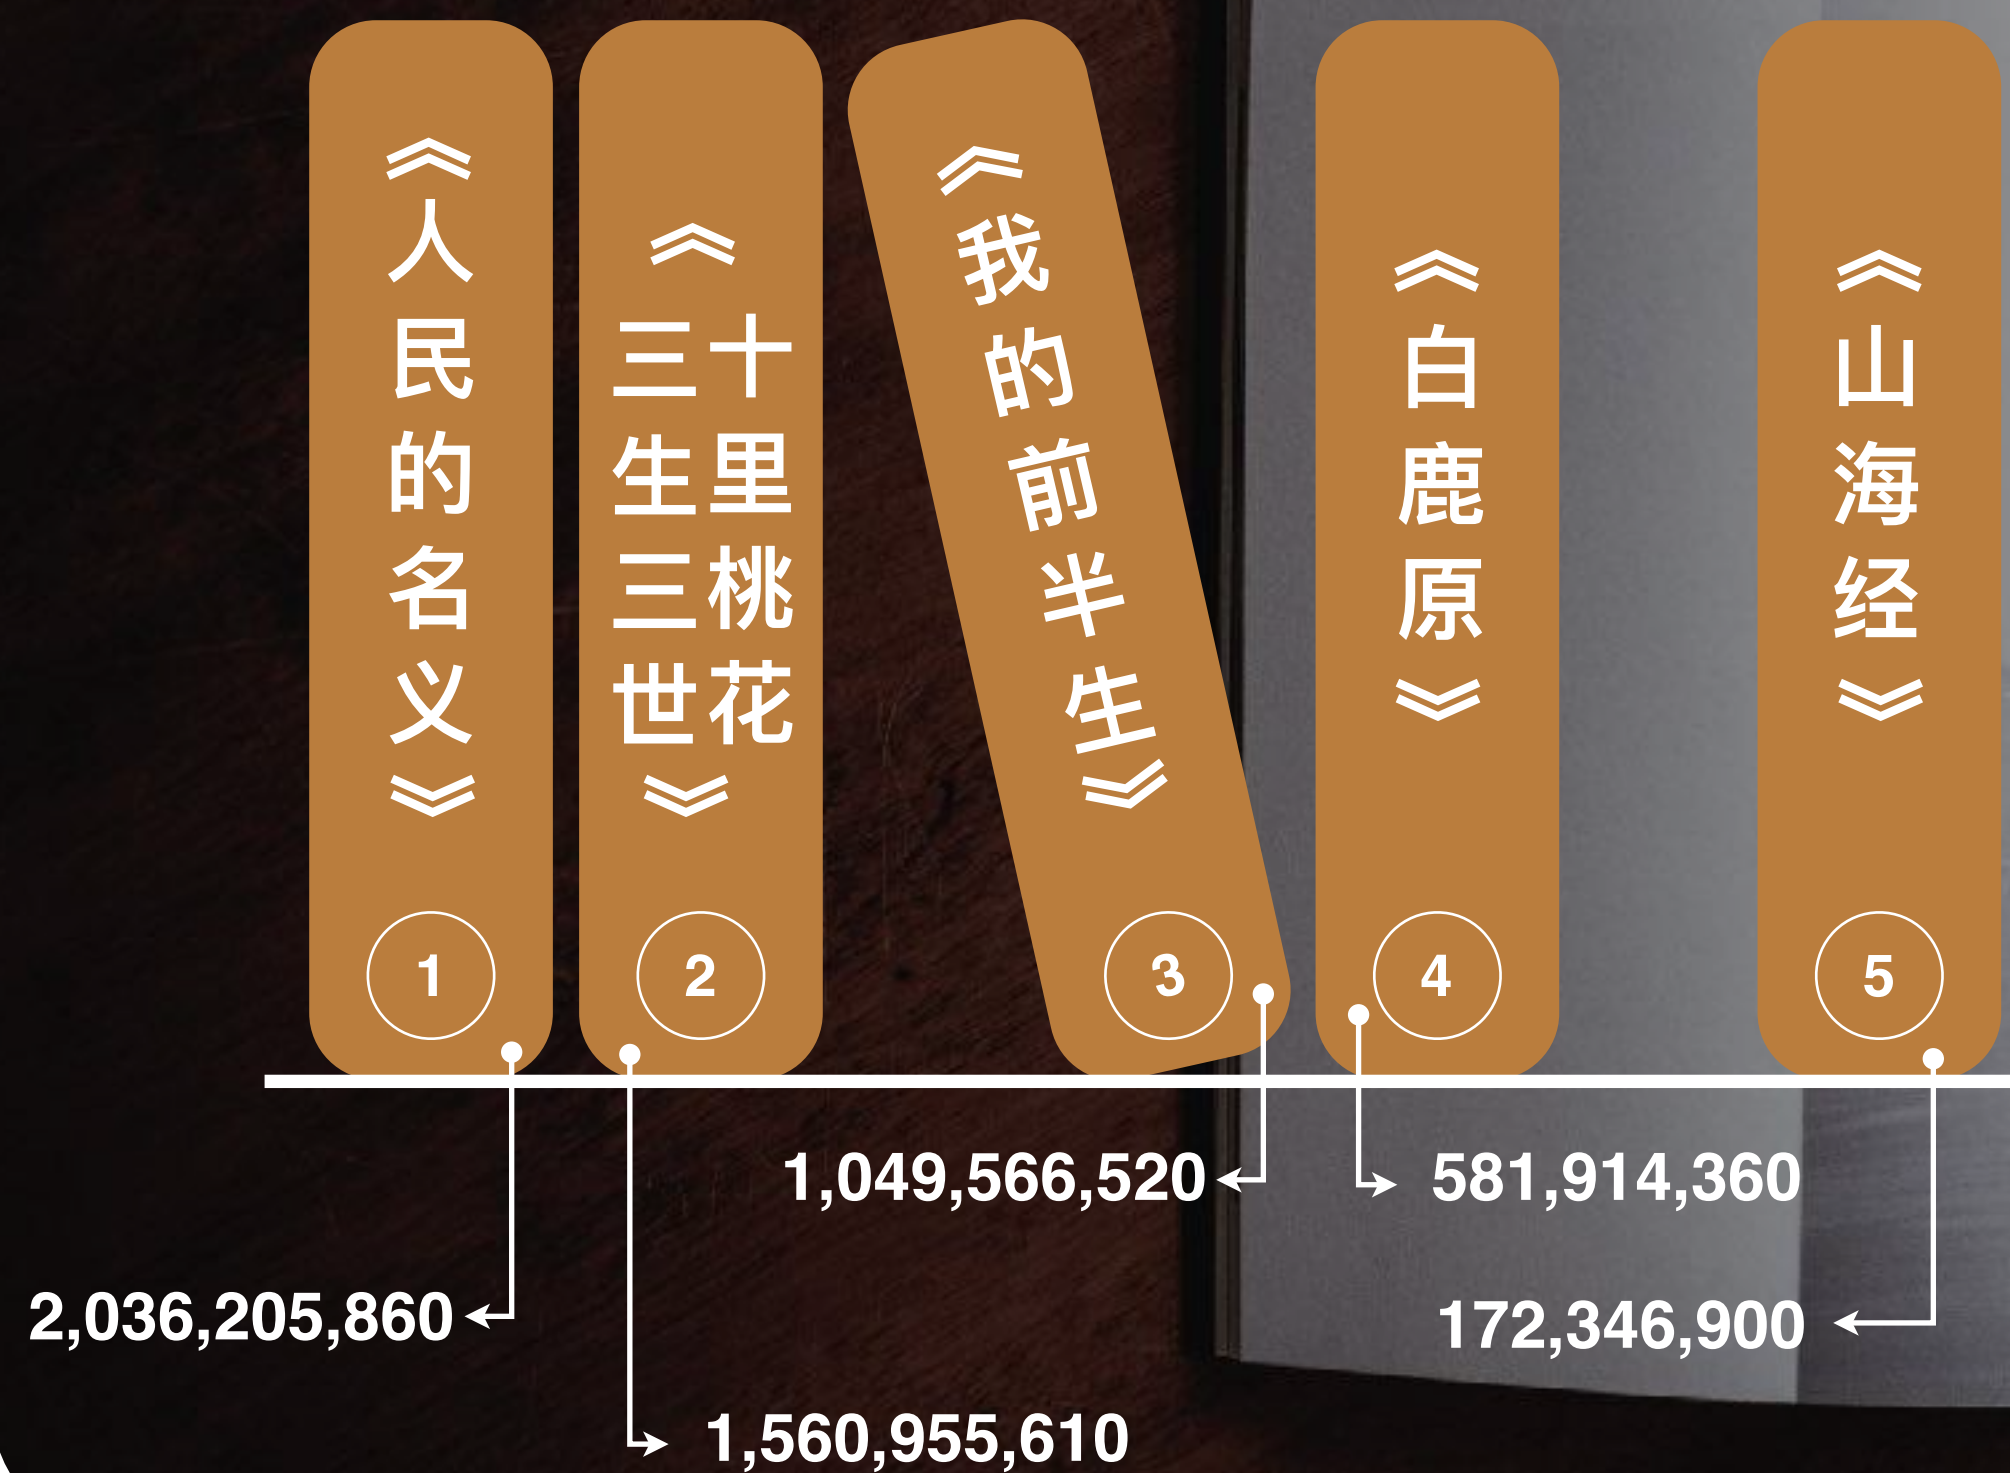 《人民的名义》
1
2,036,205,860
《三生三世
十里桃花》
2
1,560,955,610
《我的前半生》
3
1,049,566,520
《白鹿原》
4
581,914,360
《山海经》
5
172,346,900